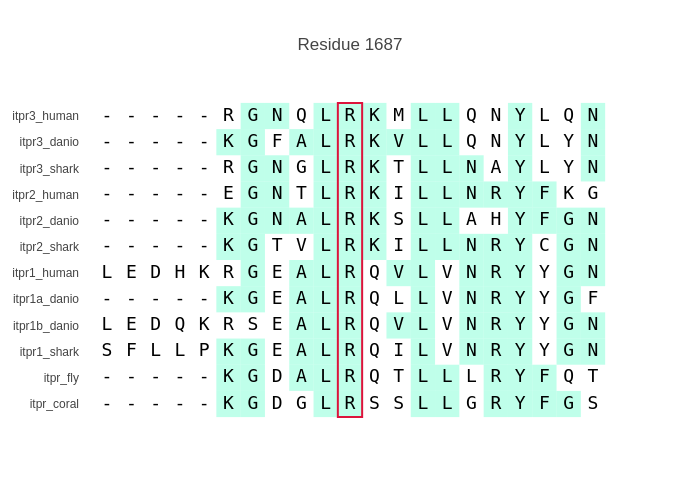 Residue 1687
itpr3_human - - - - - R G N Q L R K M L L Q N Y L Q N
itpr3_danio - - - - - K G F A L R K V L L Q N Y L Y N
itpr3_shark - - - - - R G N G L R K T L L N A Y L Y N
itpr2_human - - - - - E G N T L R K I L L N R Y F K G
itpr2_danio - - - - - K G N A L R K S L L A H Y F G N
itpr2_shark - - - - - K G T V L R K I L L N R Y C G N
itpr1_human L E D H K R G E A L R Q V L V N R Y Y G N
itpr1a_danio - - - - - K G E A L R Q L L V N R Y Y G F
itpr1b_danio L E D Q K R S E A L R Q V L V N R Y Y G N
itpr1_shark S F L L P K G E A L R Q I L V N R Y Y G N
itpr_fly - - - - - K G D A L R Q T L L L R Y F Q T
itpr_coral - - - - - K G D G L R S S L L G R Y F G S